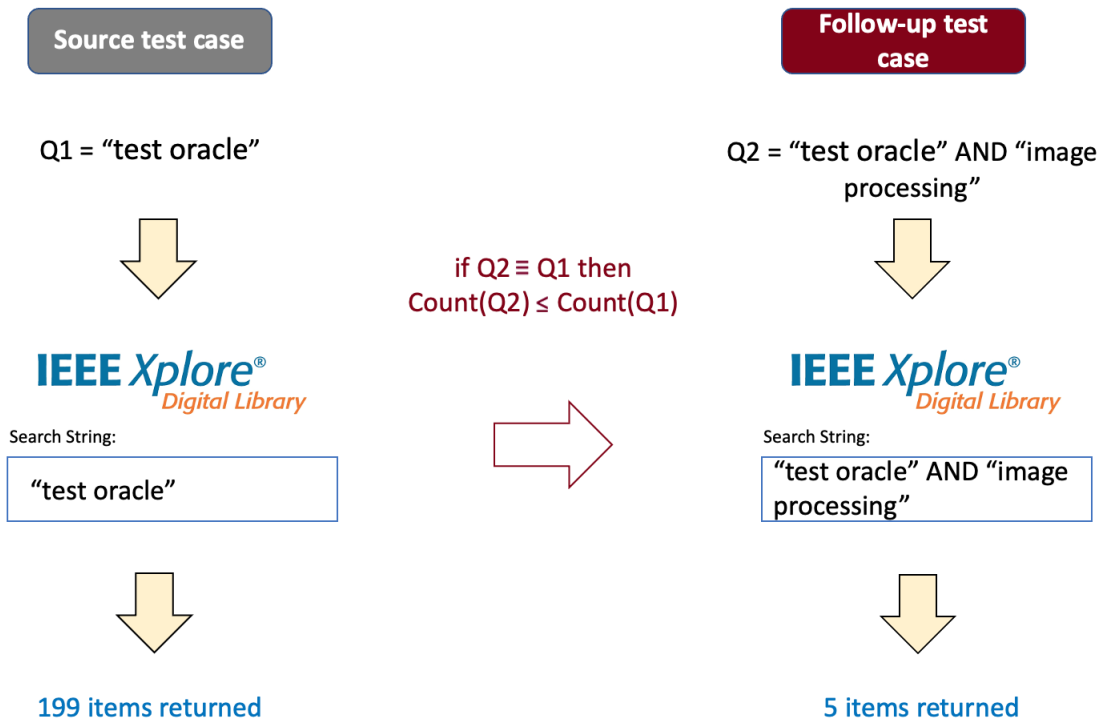 Source test case
Follow-up test
case
Q1 = “test oracle”
Q2 = “test oracle” AND “image
processing”
if Q2 ≡ Q1 then
Count(Q2) ≤ Count(Q1)
IEEE Xplore®
Digital Library
IEEE Xplore®
Digital Library
Search String:
“test oracle”
Search String:
“test oracle” AND “image
processing”
199 items returned
5 items returned